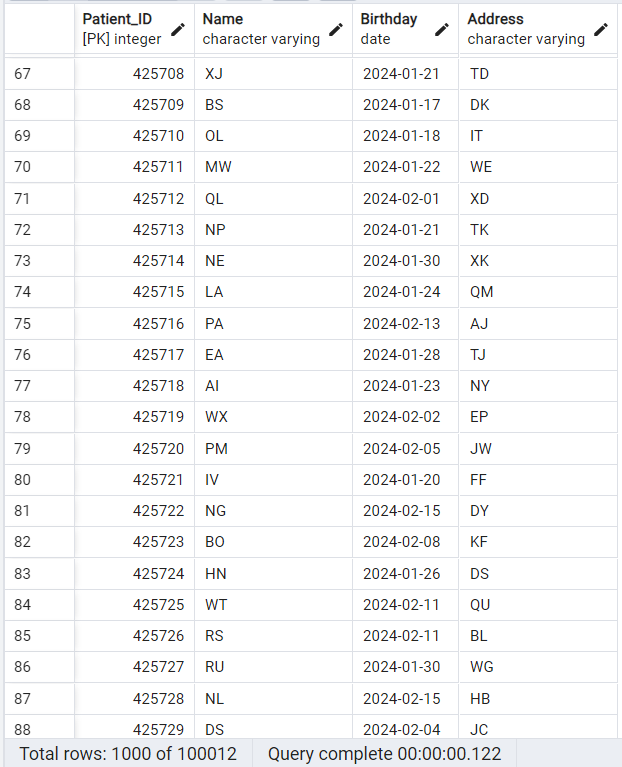 Patient_ID Name Birthday Address
[PK] integer character varying date character varying
67 425708 XJ 2024-01-21 TD
68 425709 BS 2024-01-17 DK
69 425710 OL 2024-01-18 IT
70 425711 MW 2024-01-22 WE
71 425712 QL 2024-02-01 XD
72 425713 NP 2024-01-21 TK
73 425714 NE 2024-01-30 XK
74 425715 LA 2024-01-24 QM
75 425716 PA 2024-02-13 AJ
76 425717 EA 2024-01-28 TJ
77 425718 AI 2024-01-23 NY
78 425719 WX 2024-02-02 EP
79 425720 PM 2024-02-05 JW
80 425721 IV 2024-01-20 FF
81 425722 NG 2024-02-15 DY
82 425723 BO 2024-02-08 KF
83 425724 HN 2024-01-26 DS
84 425725 WT 2024-02-11 QU
85 425726 RS 2024-02-11 BL
86 425727 RU 2024-01-30 WG
87 425728 NL 2024-02-15 HB
88 425729 DS 2024-02-04 JC
Total rows: 1000 of 100012 Query complete 00:00:00.122